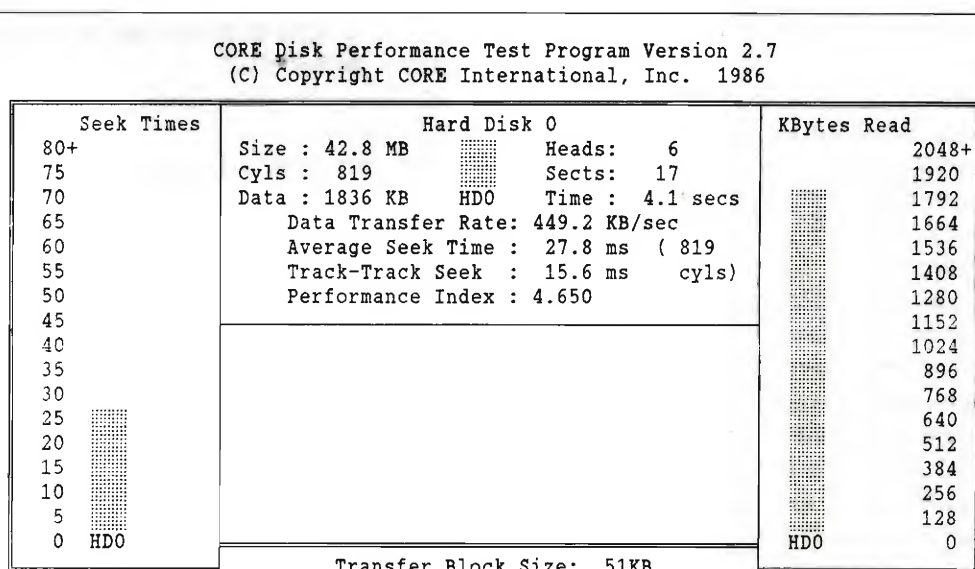 CORE Disk Performance Test Program Version 2.7
(C) Copyright CORE International, Inc. 1986
Seek Times
80+
75
70
65
60
55
50
45
40
35
30
25
20
15
10
5
0 HD0
Hard Disk 0
Size : 42.8 MB Heads: 6
Cyls : 819 Sects: 17
Data : 1836 KB HD0 Time : 4.1 secs
Data Transfer Rate: 449.2 KB/sec
Average Seek Time : 27.8 ms ( 819
Track-Track Seek : 15.6 ms cyls)
Performance Index : 4.650
Transfer Block Size: 51KB
KBytes Read
2048+
1920
1792
1664
1536
1408
1280
1152
1024
896
768
640
512
384
256
128
HD0 0